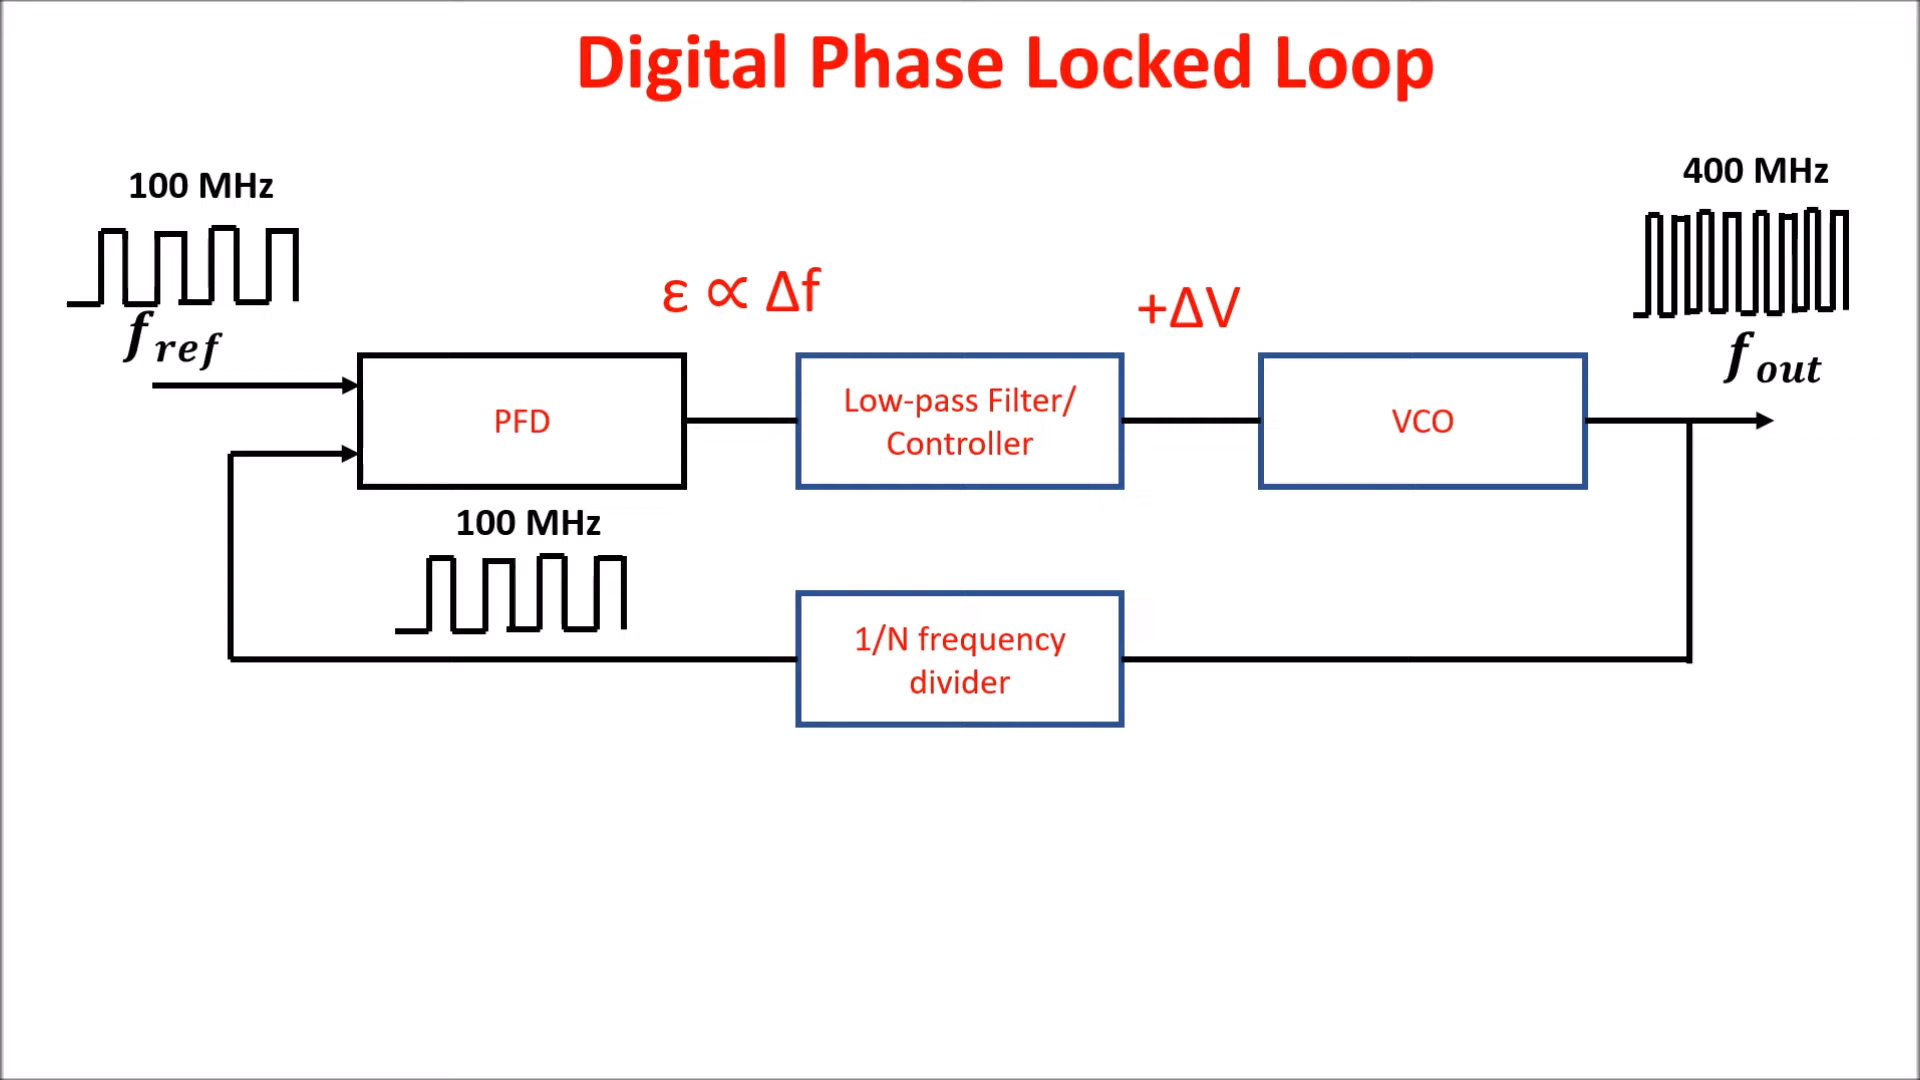 Digital Phase Locked Loop
100 MHz
400 MHz
f ref
ε ∝ Δf
+ΔV
f out
PFD
Low-pass Filter/
Controller
VCO
100 MHz
1/N frequency
divider